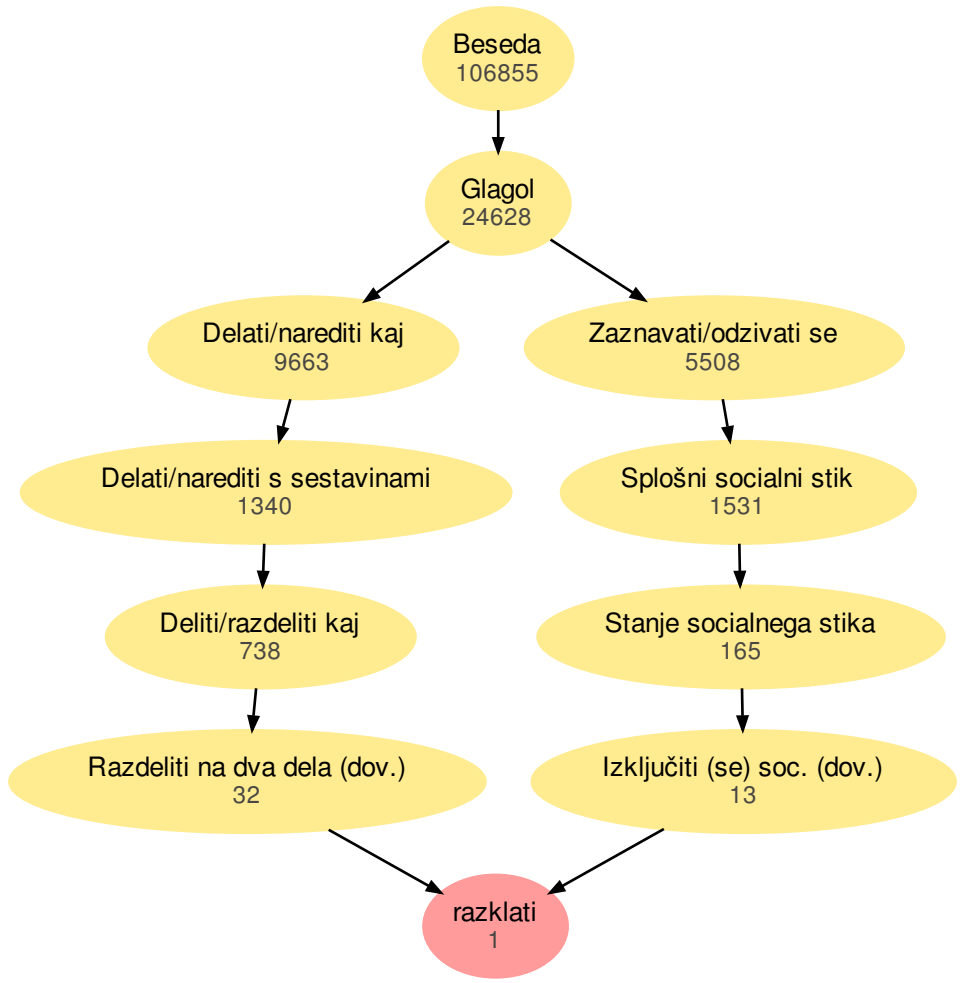 Beseda
106855
Glagol
24628
Delati/narediti kaj
9663
Zaznavati/odzivati se
5508
Delati/narediti s sestavinami
1340
Splošni socialni stik
1531
Deliti/razdeliti kaj
738
Stanje socialnega stika
165
Razdeliti na dva dela (dov.)
32
Izključiti (se) soc. (dov.)
13
razklati
1